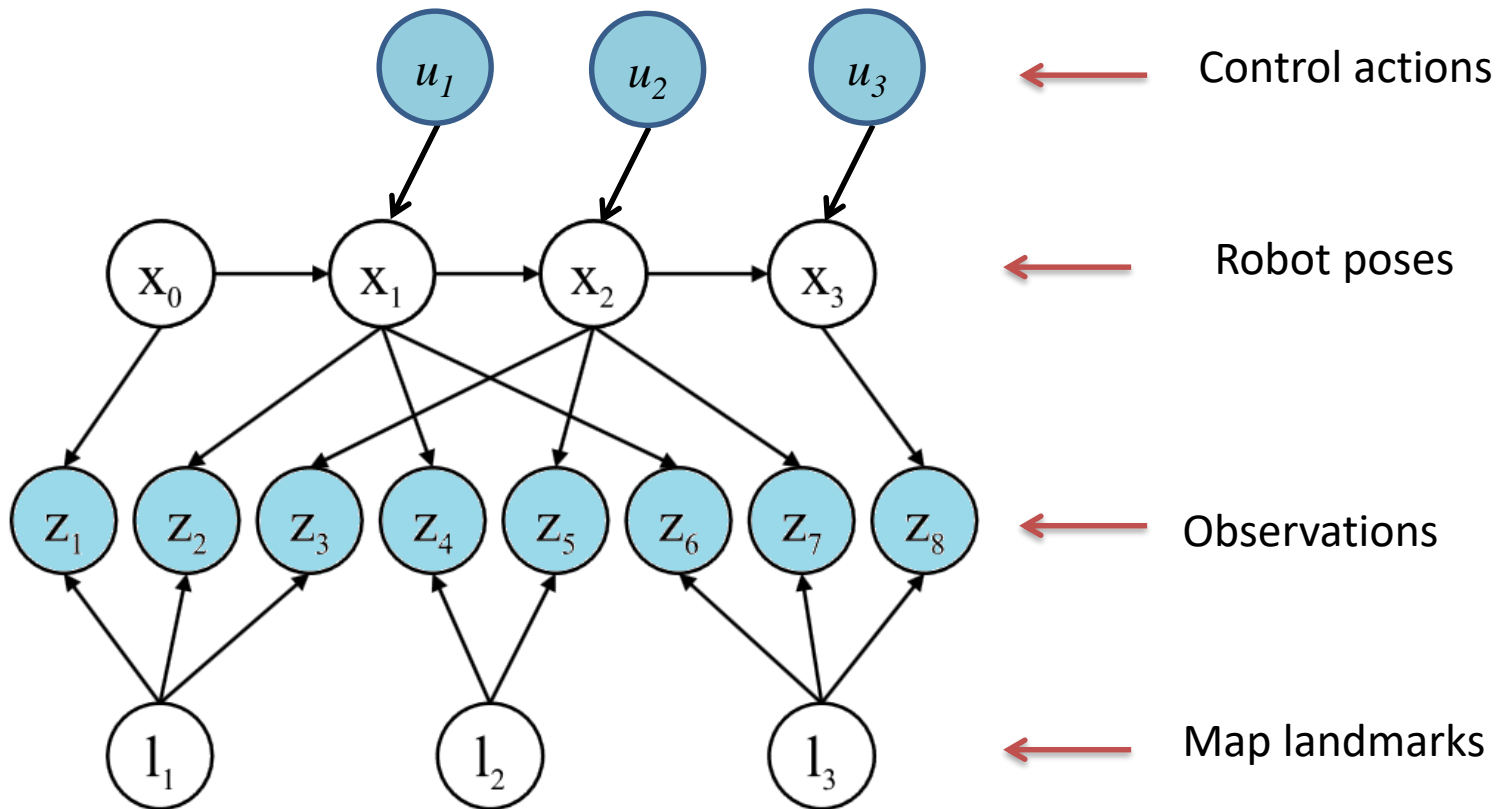 u₁ u₂ u₃ Control actions
x₀ x₁ x₂ x₃ Robot poses
z₁ z₂ z₃ z₄ z₅ z₆ z₇ z₈ Observations
l₁ l₂ l₃ Map landmarks